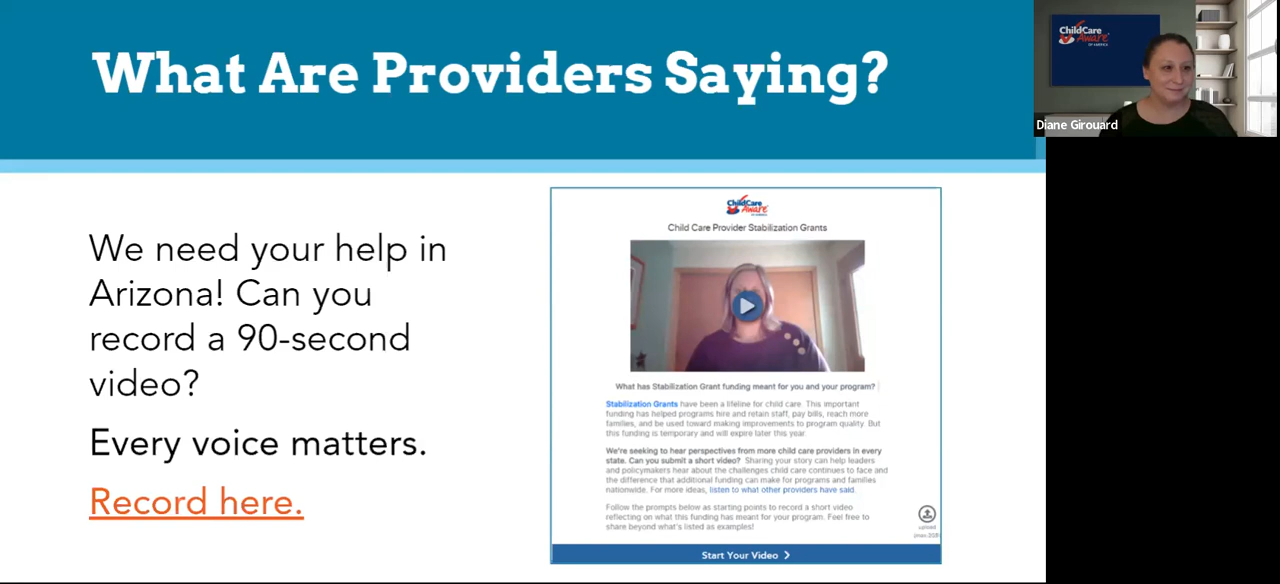 What Are Providers Saying?
ChildCare
Aware
OF AMERICA
Diane Girouard
We need your help in
Arizona! Can you
record a 90-second
video?
Every voice matters.
Record here.
ChildCare
Aware
OF AMERICA
Child Care Provider Stabilization Grants
What has Stabilization Grant funding meant for you and your program?
Stabilization Grants have been a lifeline for child care. This important
funding has helped programs hire and retain staff, pay bills, reach more
families, and be used toward making improvements to program quality. But
this funding is temporary and will expire later this year.
We're seeking to hear perspectives from more child care providers in every
state. Can you submit a short video? Sharing your story can help leaders
and policymakers hear about the challenges child care continues to face and
the difference that additional funding can make for programs and families
nationwide. For more ideas, listen to what other providers have said.
Follow the prompts below as starting points to record a short video
reflecting on what this funding has meant for your program. Feel free to
share beyond what's listed as examples!
upload
Start Your Video